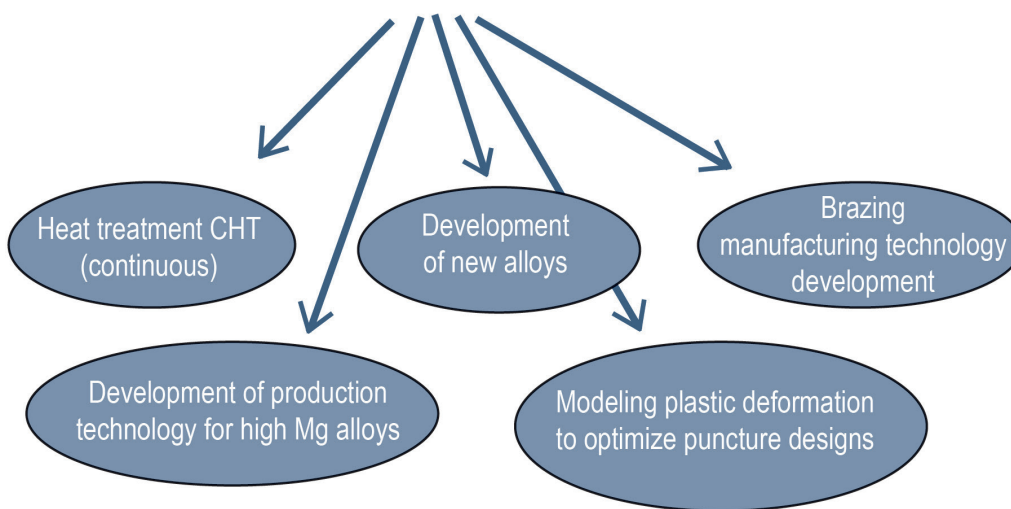 Heat treatment CHT
(continuous)
Development
of new alloys
Brazing
manufacturing technology
development
Development of production
technology for high Mg alloys
Modeling plastic deformation
to optimize puncture designs